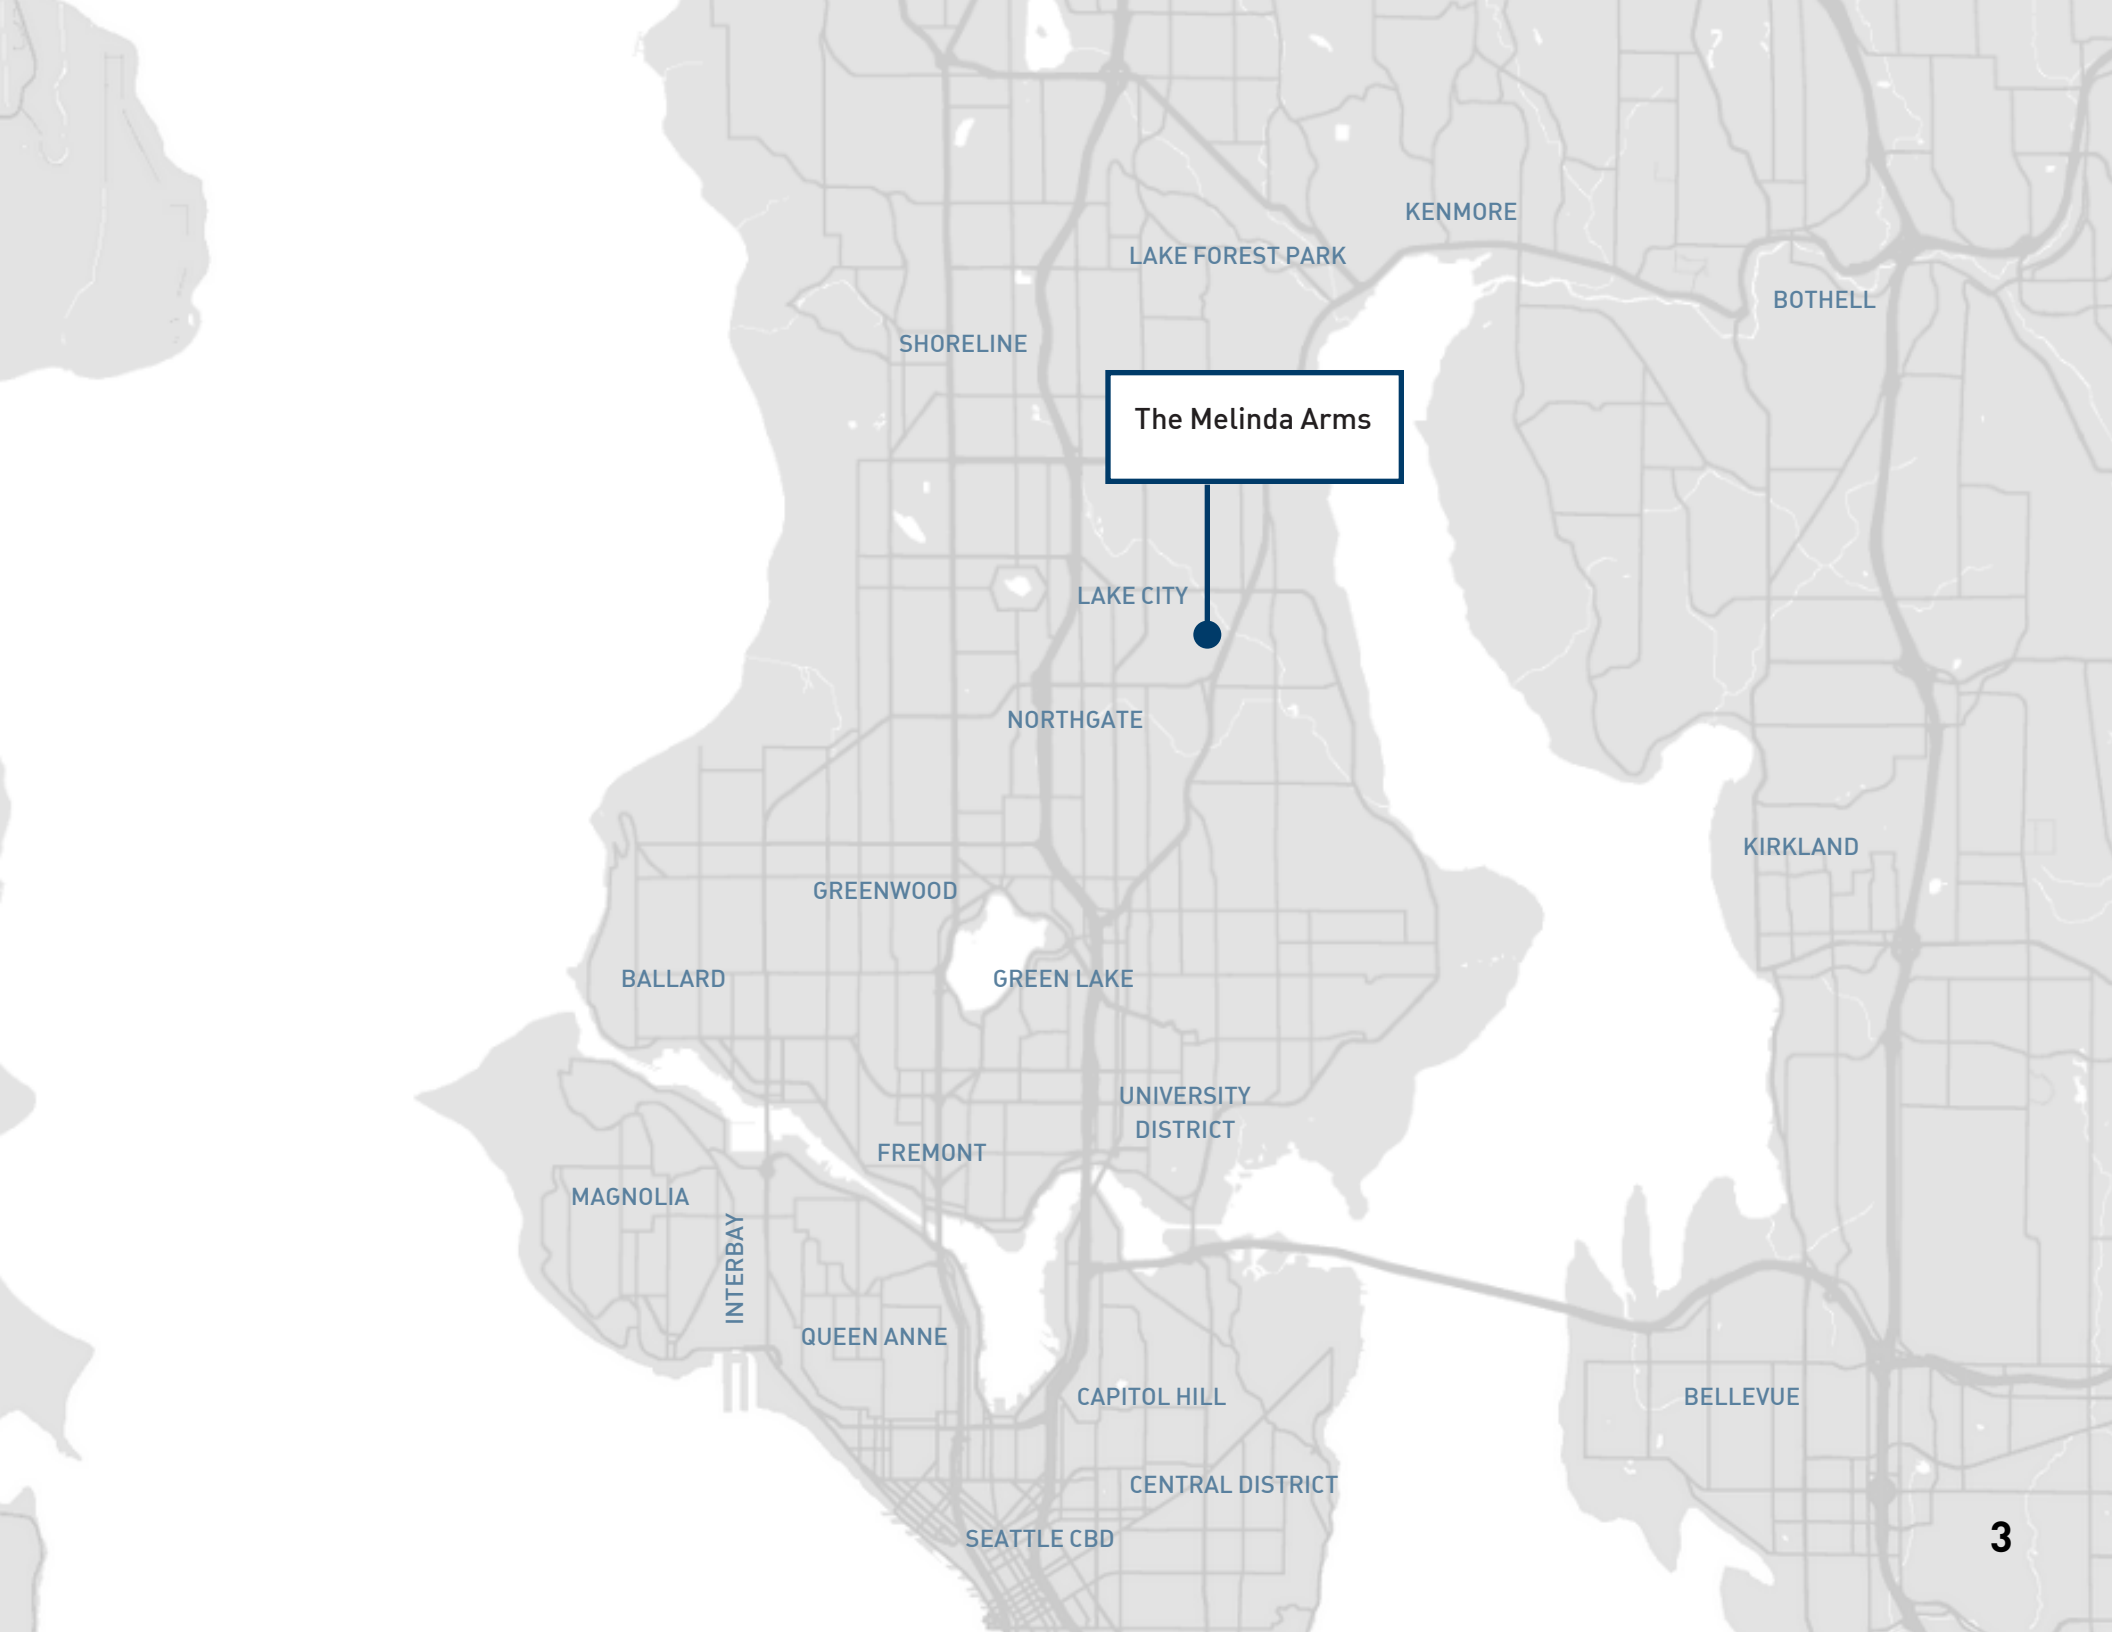 KENMORE
LAKE FOREST PARK
BOTHELL
SHORELINE
The Melinda Arms
LAKE CITY
NORTHGATE
KIRKLAND
GREENWOOD
BALLARD
GREEN LAKE
UNIVERSITY
DISTRICT
FREMONT
MAGNOLIA
INTERBAY
QUEEN ANNE
CAPITOL HILL
BELLEVUE
CENTRAL DISTRICT
SEATTLE CBD
3